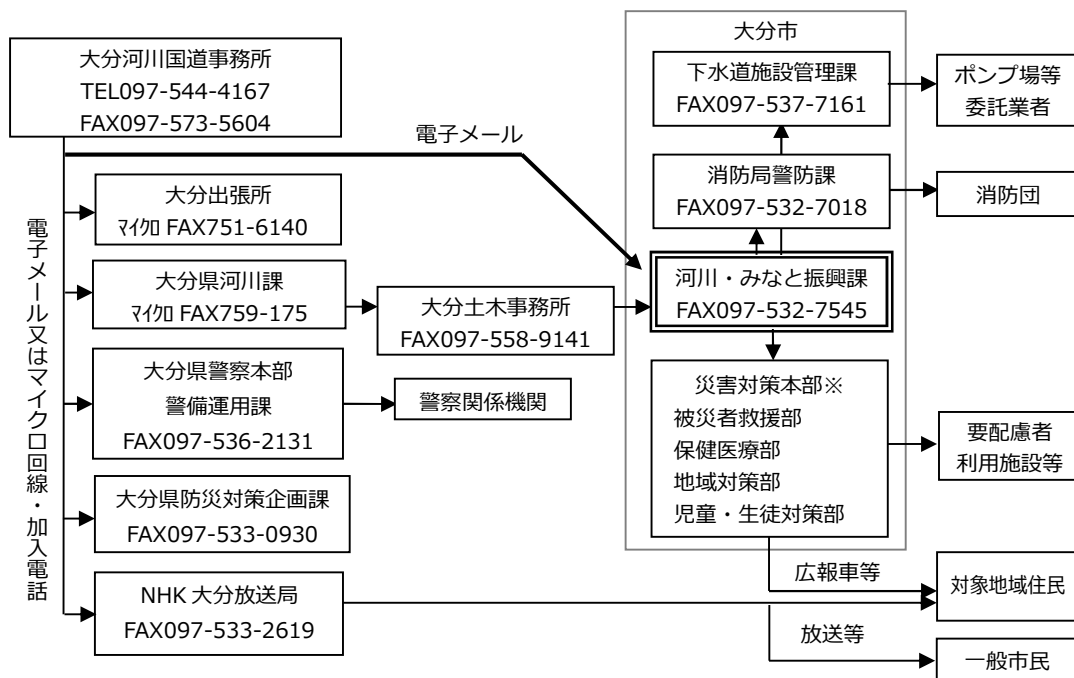 大分河川国道事務所
TEL097-544-4167
FAX097-573-5604
電子メール
電子メール又はマイクロ回線・加入電話
大分出張所
ﾏｲｸﾛ FAX751-6140
大分県河川課
ﾏｲｸﾛ FAX759-175
大分土木事務所
FAX097-558-9141
大分県警察本部
警備運用課
FAX097-536-2131
警察関係機関
大分県防災対策企画課
FAX097-533-0930
NHK 大分放送局
FAX097-533-2619
大分市
下水道施設管理課
FAX097-537-7161
消防局警防課
FAX097-532-7018
河川・みなと振興課
FAX097-532-7545
災害対策本部※
被災者救援部
保健医療部
地域対策部
児童・生徒対策部
ポンプ場等
委託業者
消防団
要配慮者
利用施設等
広報車等
対象地域住民
放送等
一般市民